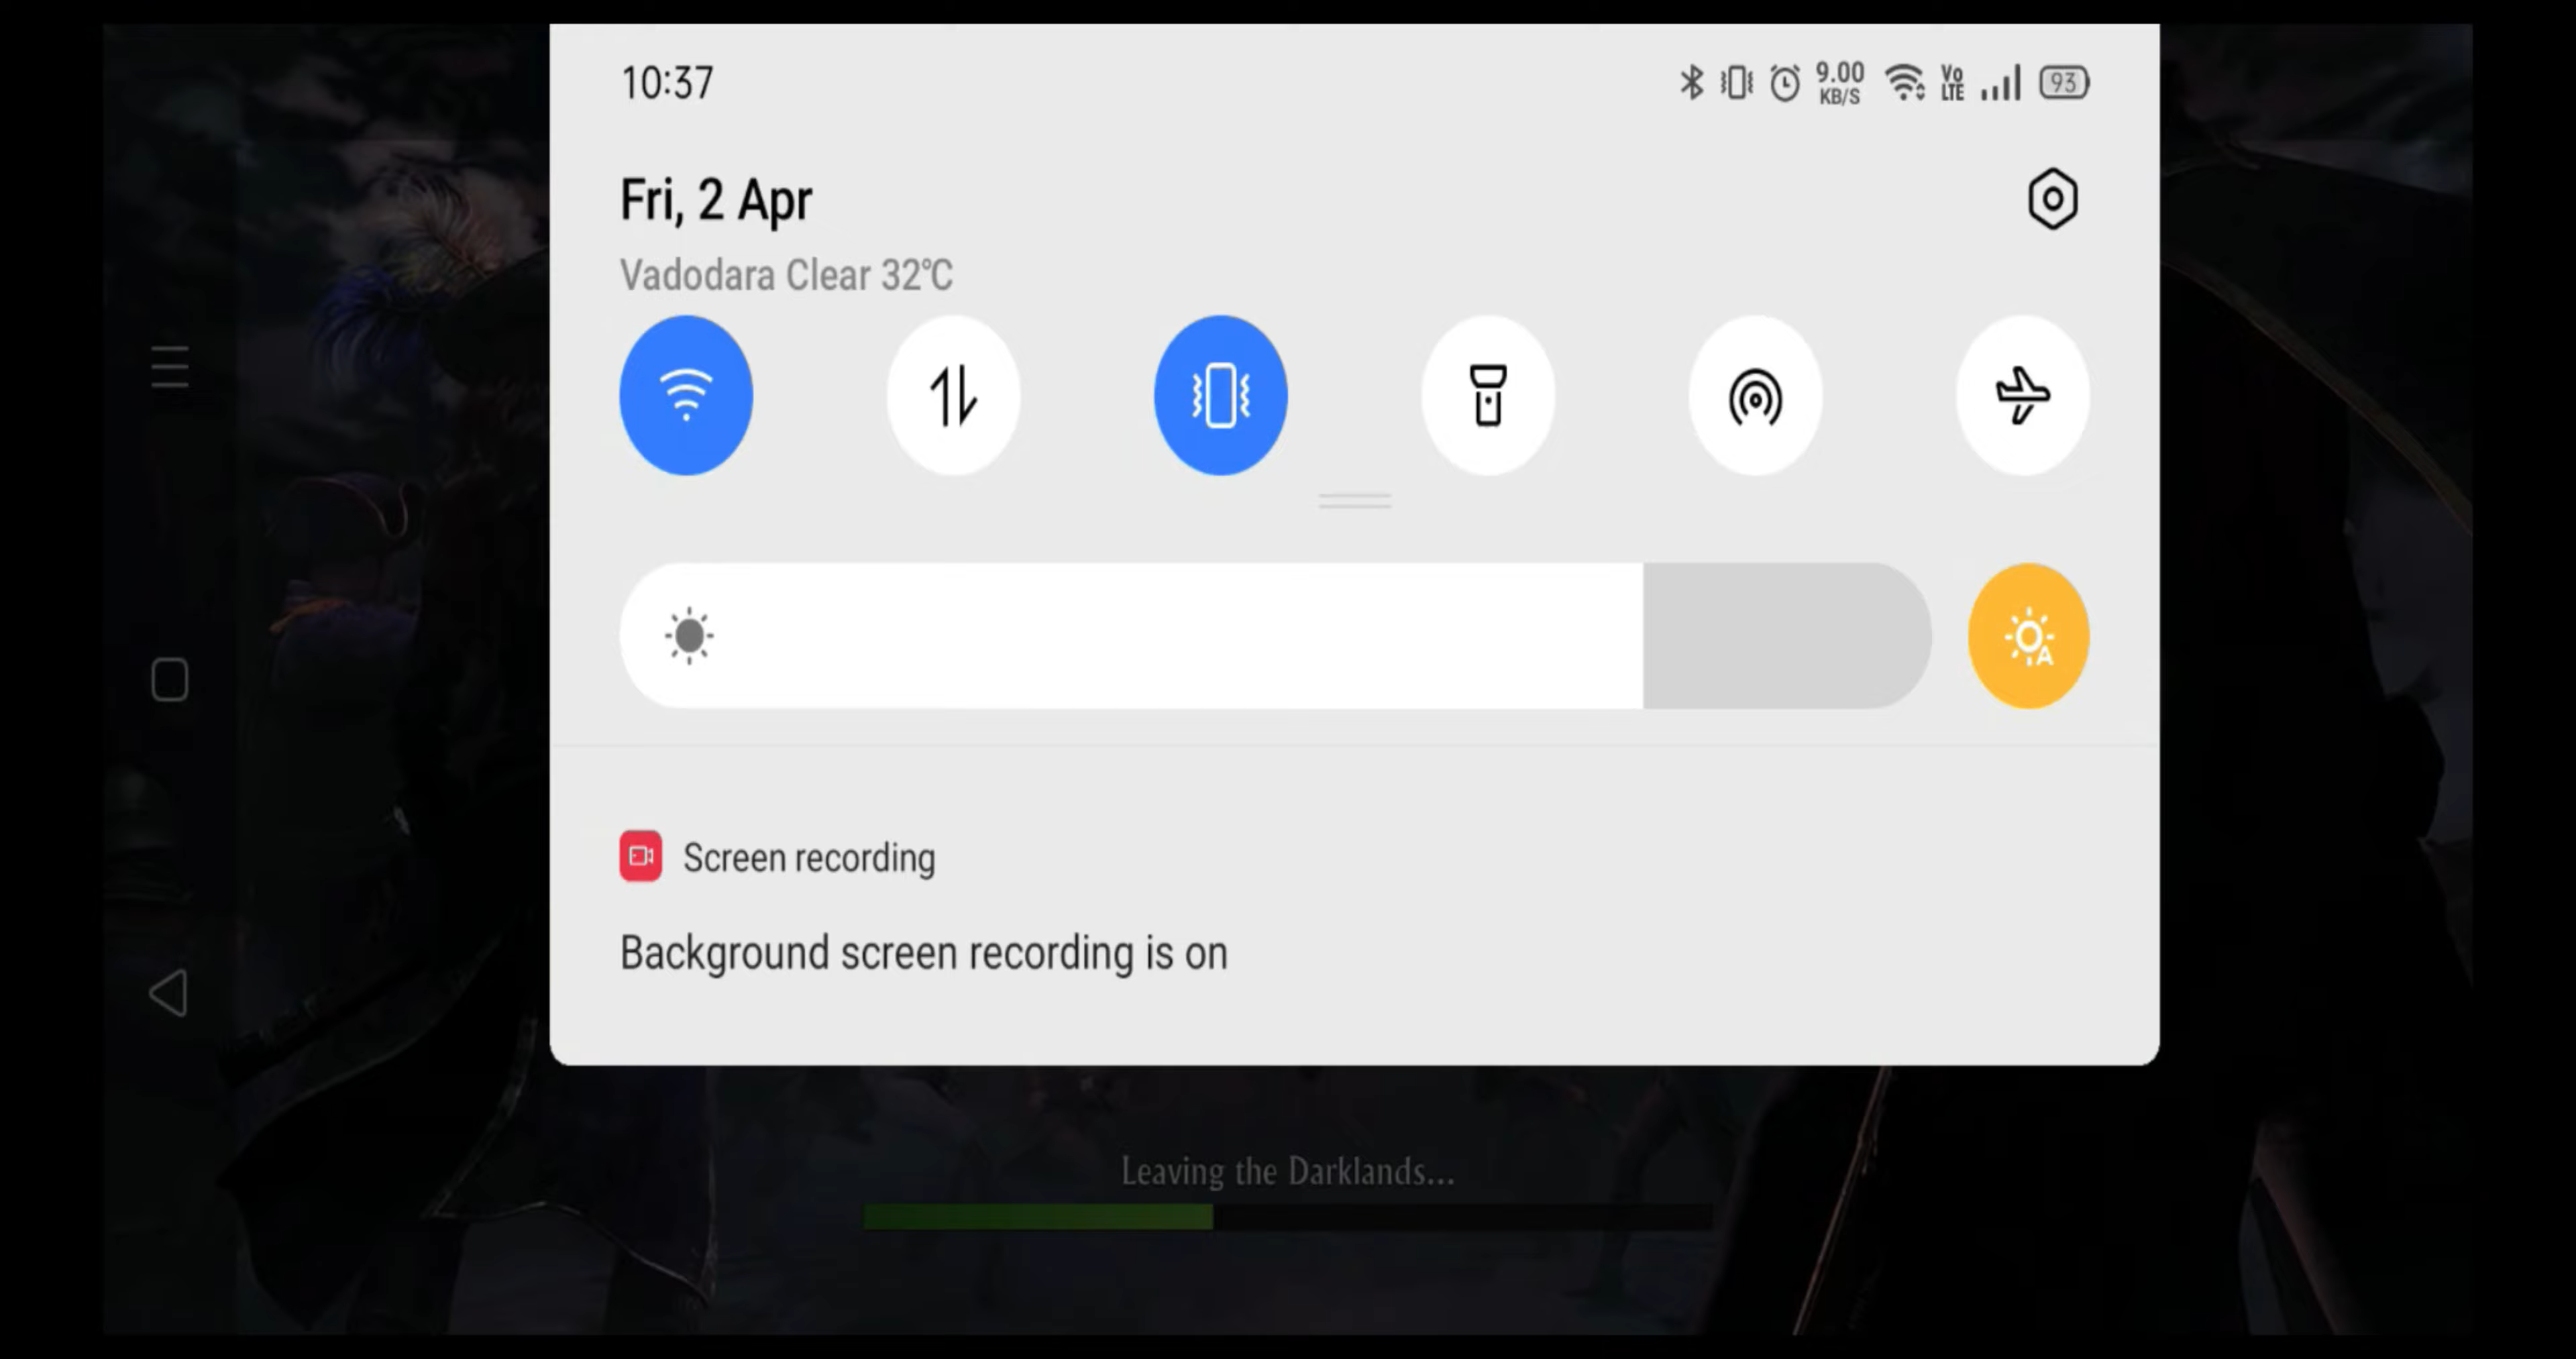 10:37
9.00
KB/S
Vo
LTE
93
Fri, 2 Apr
Vadodara Clear 32°C
A
Screen recording
Background screen recording is on
Leaving the Darklands...